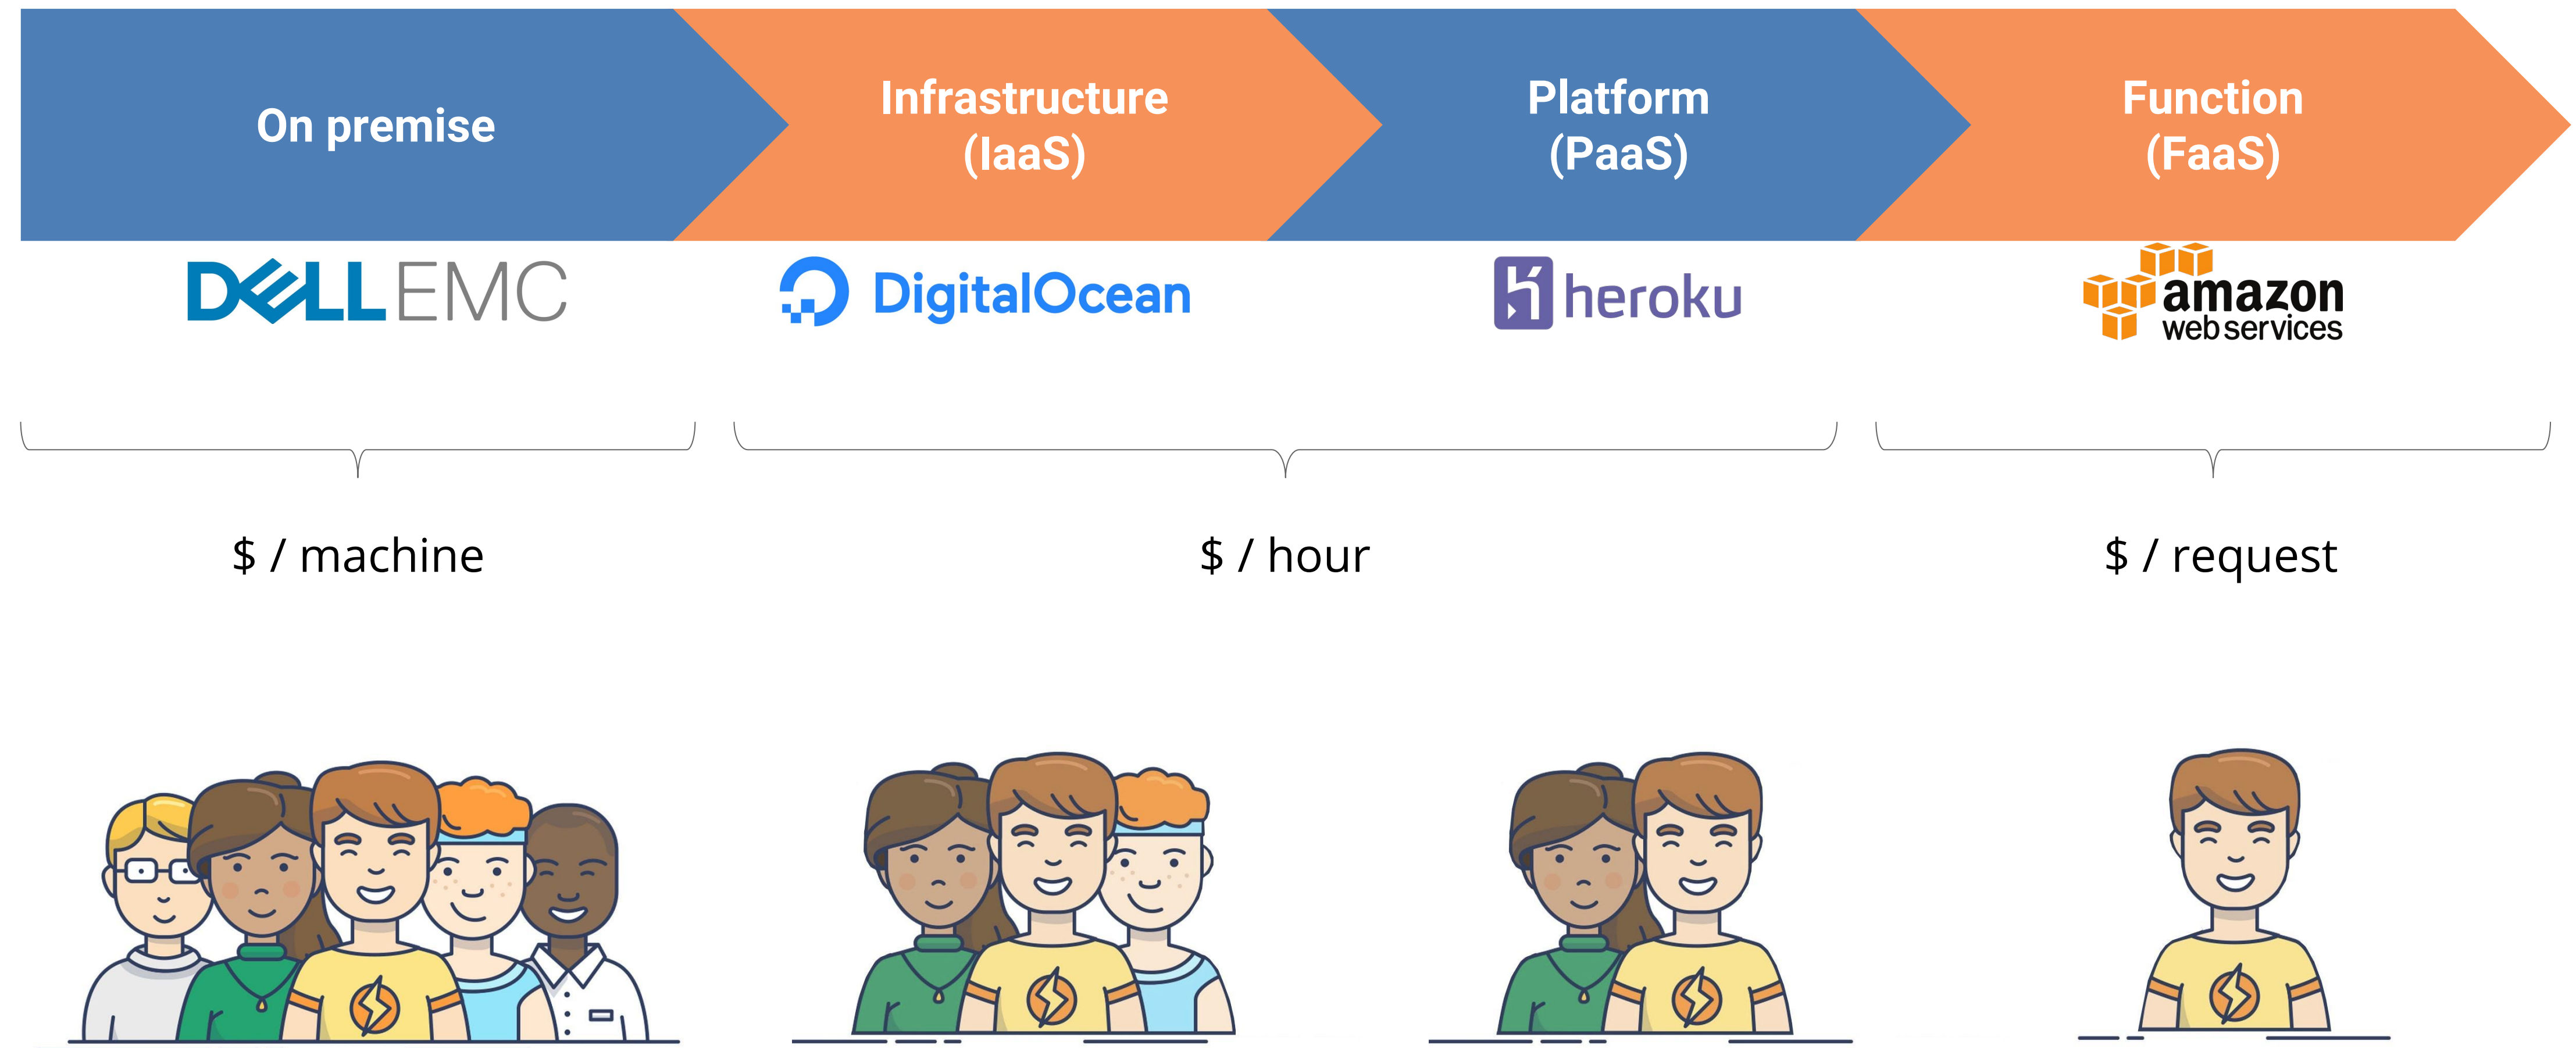 On premise
Infrastructure
(IaaS)
Platform
(PaaS)
Function
(FaaS)
DELL EMC
DigitalOcean
heroku
amazon
web services
$ / machine
$ / hour
$ / request